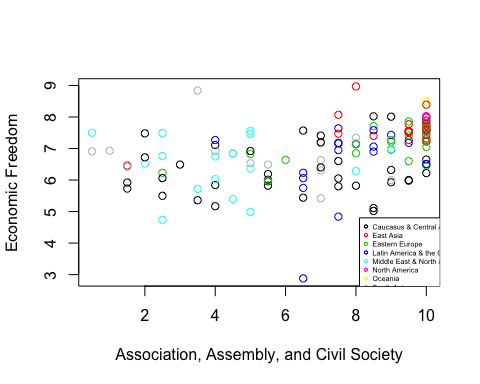 9
8
7
6
5
4
3
Economic Freedom
Caucasus & Central
East Asia
Eastern Europe
Latin America & the
Middle East & North
North America
Oceania
2 4 6 8 10
Association, Assembly, and Civil Society